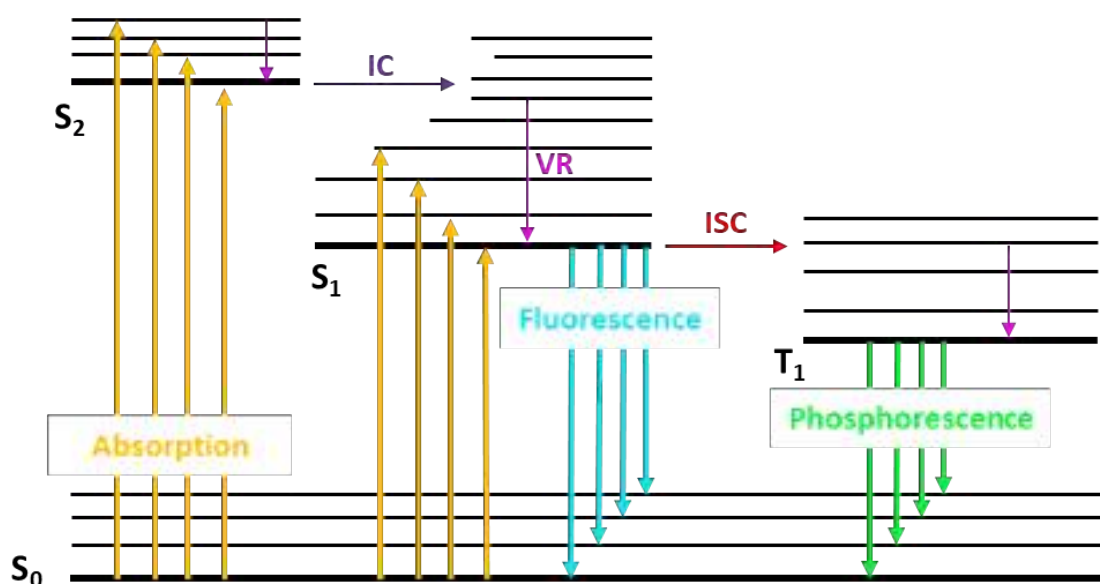 S₂
IC
VR
ISC
S₁
Fluorescence
T₁
Phosphorescence
Absorption
S₀